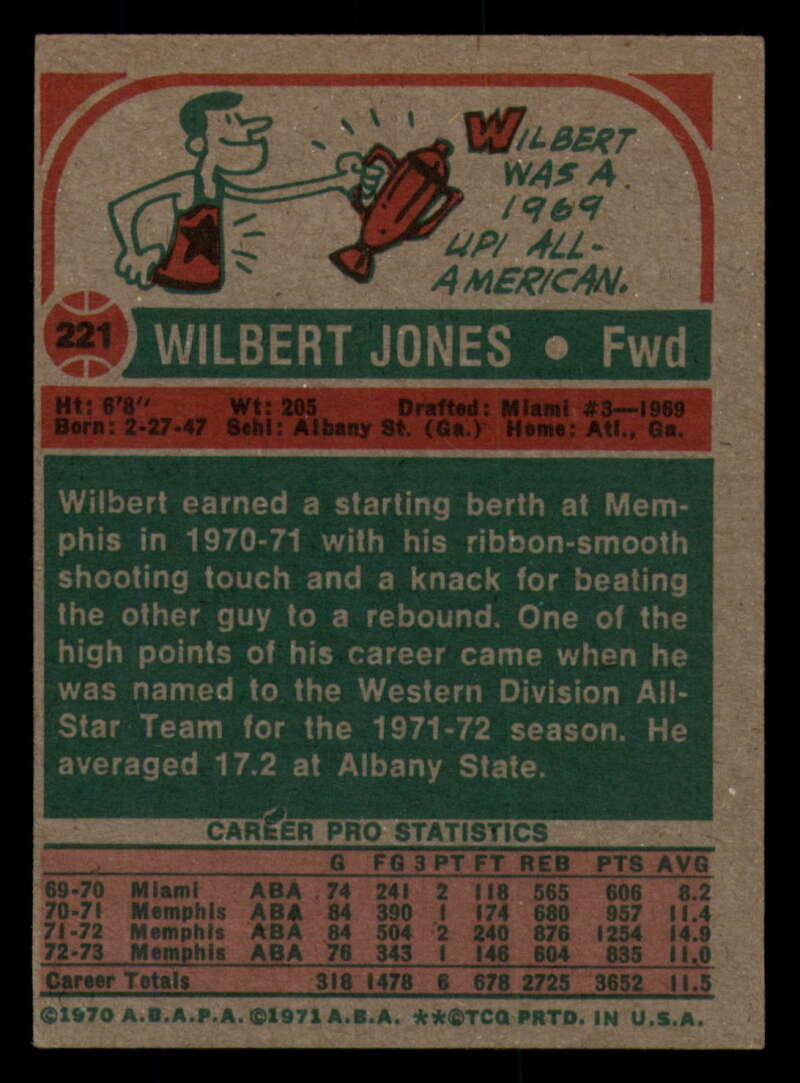 WILBERT
WAS A
1969
UPI ALL-
AMERICAN.
221 WILBERT JONES • Fwd
Ht: 6'8" Wt: 205 Drafted: Miami #3—1969
Born: 2-27-47 Schl: Albany St. (Ga.) Home: Atl., Ga.
Wilbert earned a starting berth at Mem-
phis in 1970-71 with his ribbon-smooth
shooting touch and a knack for beating
the other guy to a rebound. One of the
high points of his career came when he
was named to the Western Division All-
Star Team for the 1971-72 season. He
averaged 17.2 at Albany State.
CAREER PRO STATISTICS
G FG 3 PT FT REB PTS AVG
69-70 Miami ABA 74 241 2 118 565 606 8.2
70-71 Memphis ABA 84 390 1 174 680 957 11.4
71-72 Memphis ABA 84 504 2 240 876 1254 14.9
72-73 Memphis ABA 76 343 1 146 604 835 11.0
Career Totals 318 1478 6 678 2725 3652 11.5
©1970 A.B.A.P.A. ©1971 A.B.A. **©TCG PRTD. IN U.S.A.